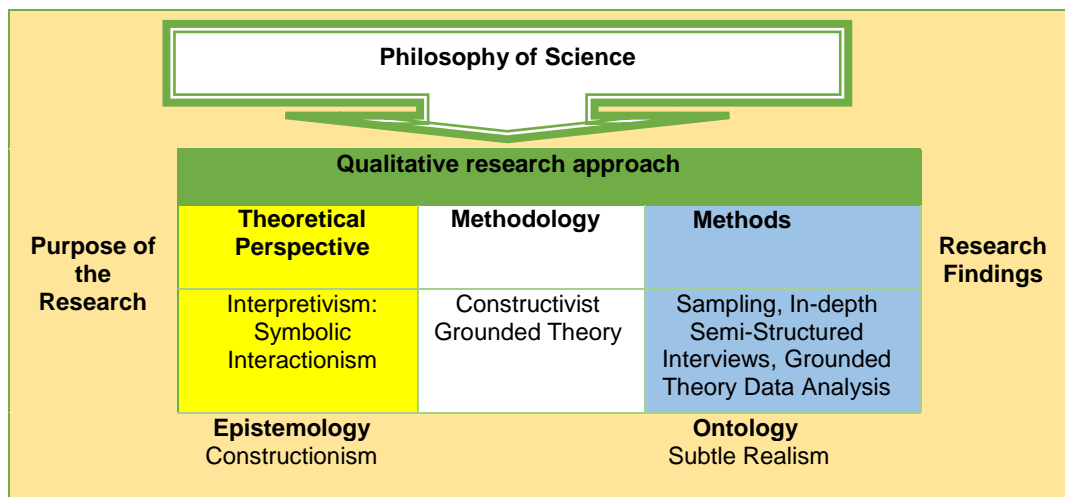 Philosophy of Science
Qualitative research approach
Purpose of
the
Research
Theoretical
Perspective
Methodology
Methods
Interpretivism:
Symbolic
Interactionism
Constructivist
Grounded Theory
Sampling, In-depth
Semi-Structured
Interviews, Grounded
Theory Data Analysis
Research
Findings
Epistemology
Constructionism
Ontology
Subtle Realism